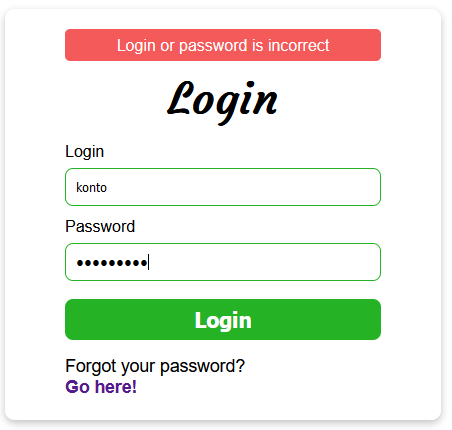 Login or password is incorrect
Login
Login
konto
Password
•••••••••
Login
Forgot your password?
Go here!